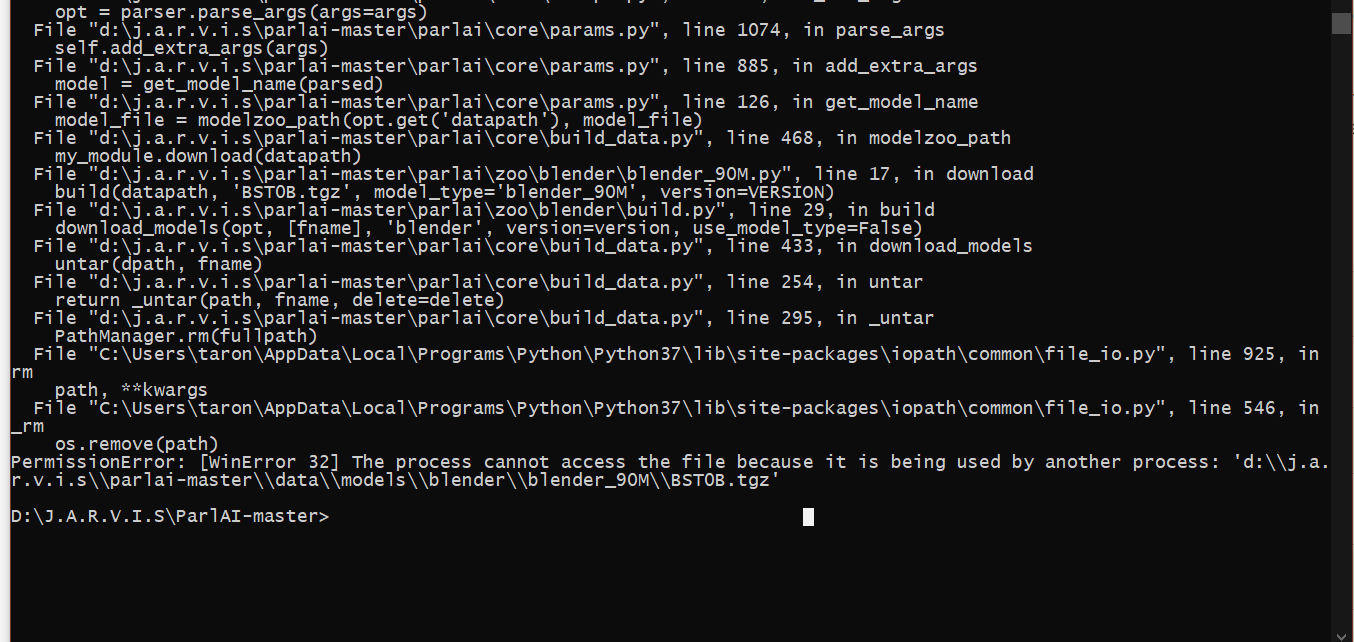 opt = parser.parse_args(args=args)
File "d:\j.a.r.v.i.s\parlai-master\parlai\core\params.py", line 1074, in parse_args
self.add_extra_args(args)
File "d:\j.a.r.v.i.s\parlai-master\parlai\core\params.py", line 885, in add_extra_args
model = get_model_name(parsed)
File "d:\j.a.r.v.i.s\parlai-master\parlai\core\params.py", line 126, in get_model_name
model_file = modelzoo_path(opt.get('datapath'), model_file)
File "d:\j.a.r.v.i.s\parlai-master\parlai\core\build_data.py", line 468, in modelzoo_path
my_module.download(datapath)
File "d:\j.a.r.v.i.s\parlai-master\parlai\zoo\blender\blender_90M.py", line 17, in download
build(datapath, 'BSTOB.tgz', model_type='blender_90M', version=VERSION)
File "d:\j.a.r.v.i.s\parlai-master\parlai\zoo\blender\build.py", line 29, in build
download_models(opt, [fname], 'blender', version=version, use_model_type=False)
File "d:\j.a.r.v.i.s\parlai-master\parlai\core\build_data.py", line 433, in download_models
untar(dpath, fname)
File "d:\j.a.r.v.i.s\parlai-master\parlai\core\build_data.py", line 254, in untar
return _untar(path, fname, delete=delete)
File "d:\j.a.r.v.i.s\parlai-master\parlai\core\build_data.py", line 295, in _untar
PathManager.rm(fullpath)
File "C:\Users\taron\AppData\Local\Programs\Python\Python37\lib\site-packages\iopath\common\file_io.py", line 925, in
rm
path, **kwargs
File "C:\Users\taron\AppData\Local\Programs\Python\Python37\lib\site-packages\iopath\common\file_io.py", line 546, in
_rm
os.remove(path)
PermissionError: [WinError 32] The process cannot access the file because it is being used by another process: 'd:\\j.a.
r.v.i.s\\parlai-master\\data\\models\\blender\\blender_90M\\BSTOB.tgz'
D:\J.A.R.V.I.S\ParlAI-master>